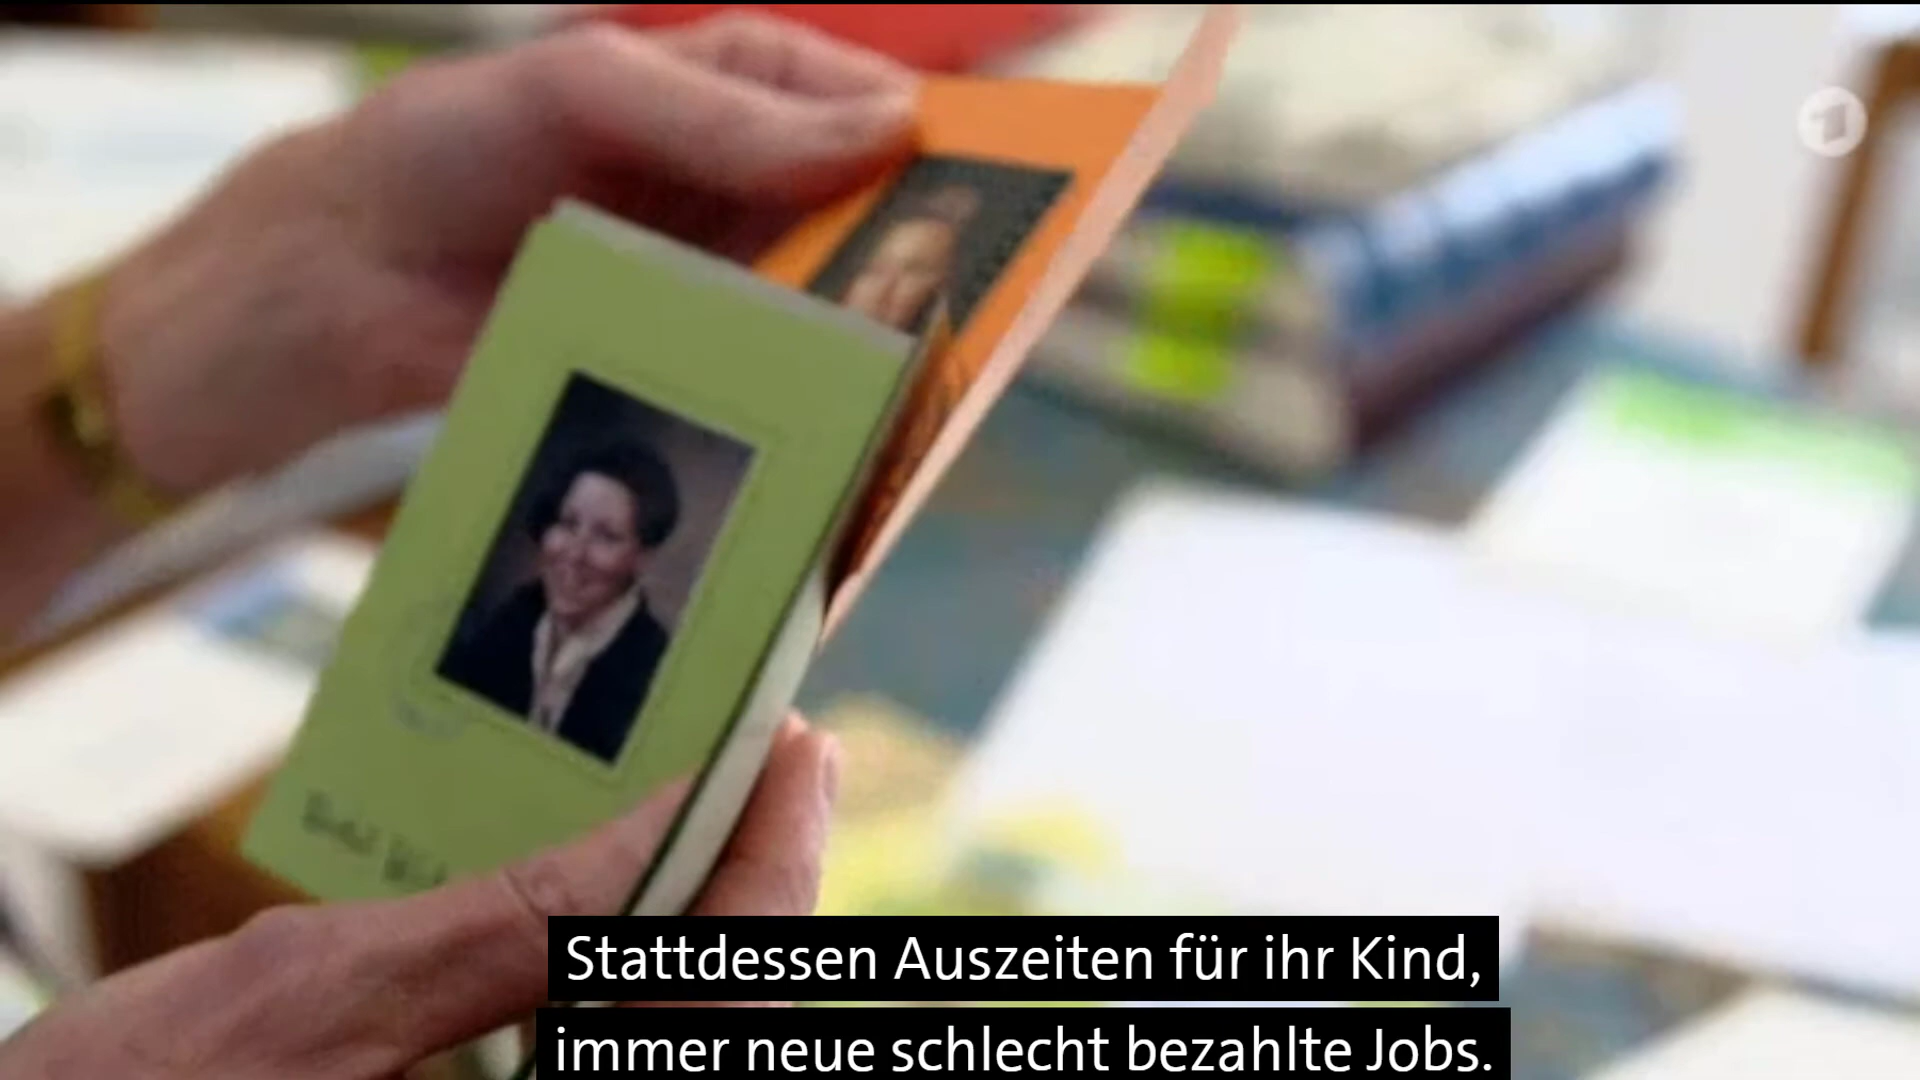 Stattdessen Auszeiten für ihr Kind,
immer neue schlecht bezahlte Jobs.